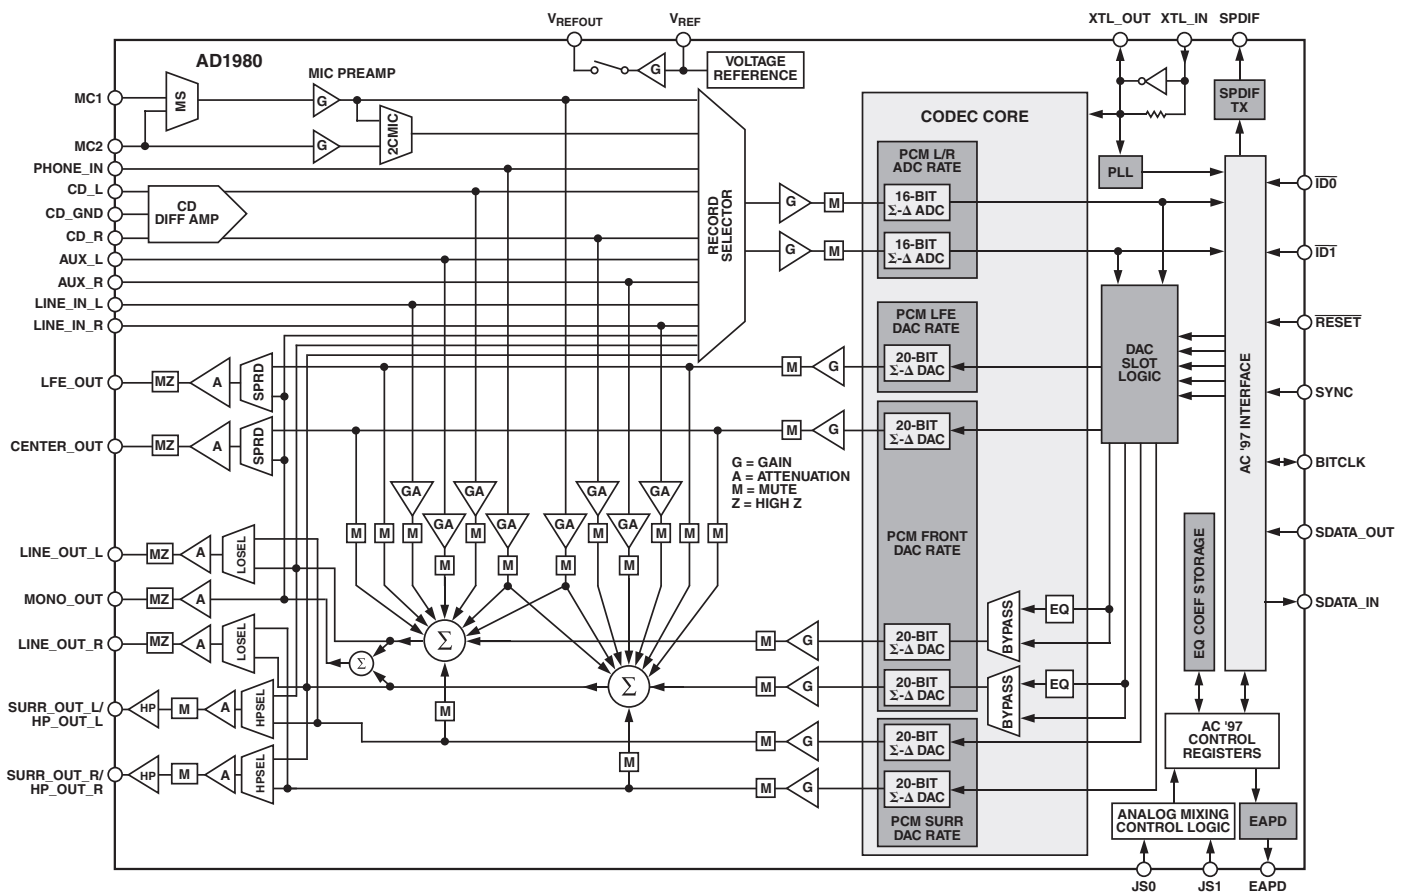 VREFOUT
VREF
XTL_OUT
XTL_IN
SPDIF
AD1980
MIC PREAMP
VOLTAGE
REFERENCE
G
MC1
MS
G
2CMIC
MC2
G
PHONE_IN
CD_L
CD_GND
CD
DIFF AMP
CD_R
AUX_L
AUX_R
LINE_IN_L
LINE_IN_R
RECORD
SELECTOR
G
M
G
M
CODEC CORE
PCM L/R
ADC RATE
16-BIT
Σ-Δ ADC
16-BIT
Σ-Δ ADC
PCM LFE
DAC RATE
20-BIT
Σ-Δ DAC
20-BIT
Σ-Δ DAC
PCM FRONT
DAC RATE
20-BIT
Σ-Δ DAC
20-BIT
Σ-Δ DAC
20-BIT
Σ-Δ DAC
20-BIT
Σ-Δ DAC
PCM SURR
DAC RATE
SPDIF
TX
PLL
DAC
SLOT
LOGIC
AC '97 INTERFACE
ID0
ID1
RESET
SYNC
BITCLK
SDATA_OUT
SDATA_IN
LFE_OUT
MZ
A
SPRD
M
G
CENTER_OUT
MZ
A
SPRD
M
G
G = GAIN
A = ATTENUATION
M = MUTE
Z = HIGH Z
GA
GA
GA
GA
GA
GA
GA
GA
M
M
M
M
M
M
M
M
M
M
M
M
LINE_OUT_L
MZ
A
LOSEL
MONO_OUT
MZ
A
LINE_OUT_R
MZ
A
LOSEL
Σ
Σ
Σ
M
G
M
G
BYPASS
EQ
BYPASS
EQ
EQ COEF STORAGE
SURR_OUT_L/
HP_OUT_L
HP
M
A
HPSEL
M
M
G
SURR_OUT_R/
HP_OUT_R
HP
M
A
HPSEL
M
M
G
AC '97
CONTROL
REGISTERS
ANALOG MIXING
CONTROL LOGIC
EAPD
JS0
JS1
EAPD